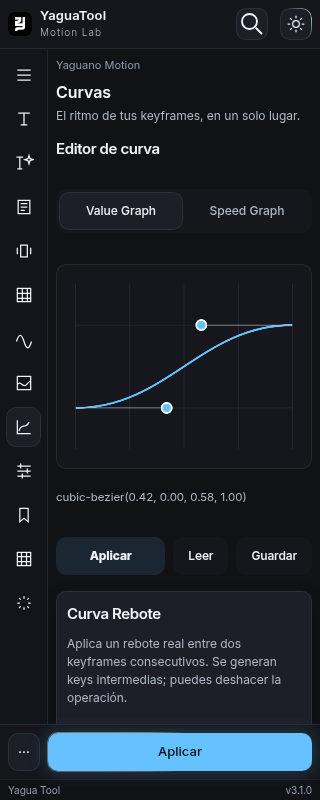 YaguaTool
Motion Lab
Yaguano Motion
Curvas
El ritmo de tus keyframes, en un solo lugar.
Editor de curva
Value Graph
Speed Graph
cubic-bezier(0.42, 0.00, 0.58, 1.00)
Aplicar
Leer
Guardar
Curva Rebote
Aplica un rebote real entre dos
keyframes consecutivos. Se generan
keys intermedias; puedes deshacer la
operación.
Aplicar
Yagua Tool
v3.1.0